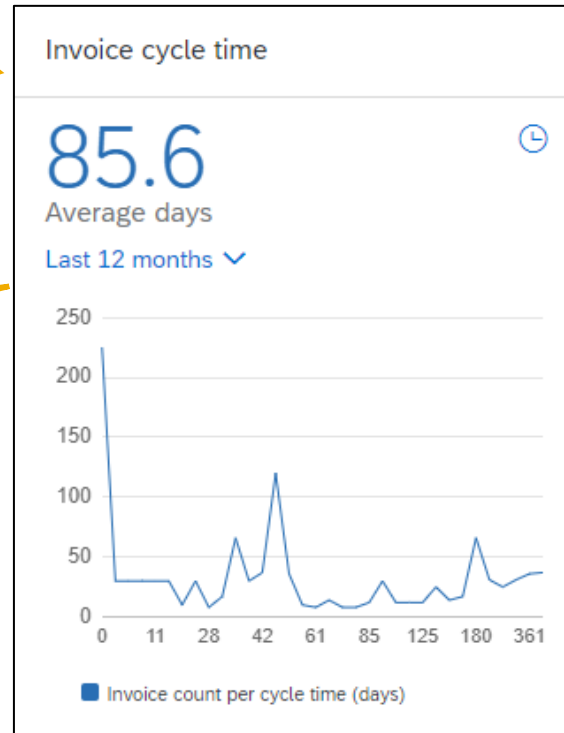 Invoice cycle time
85.6
Average days
Last 12 months
250
200
150
100
50
0
0 11 28 42 61 85 125 180 361
Invoice count per cycle time (days)